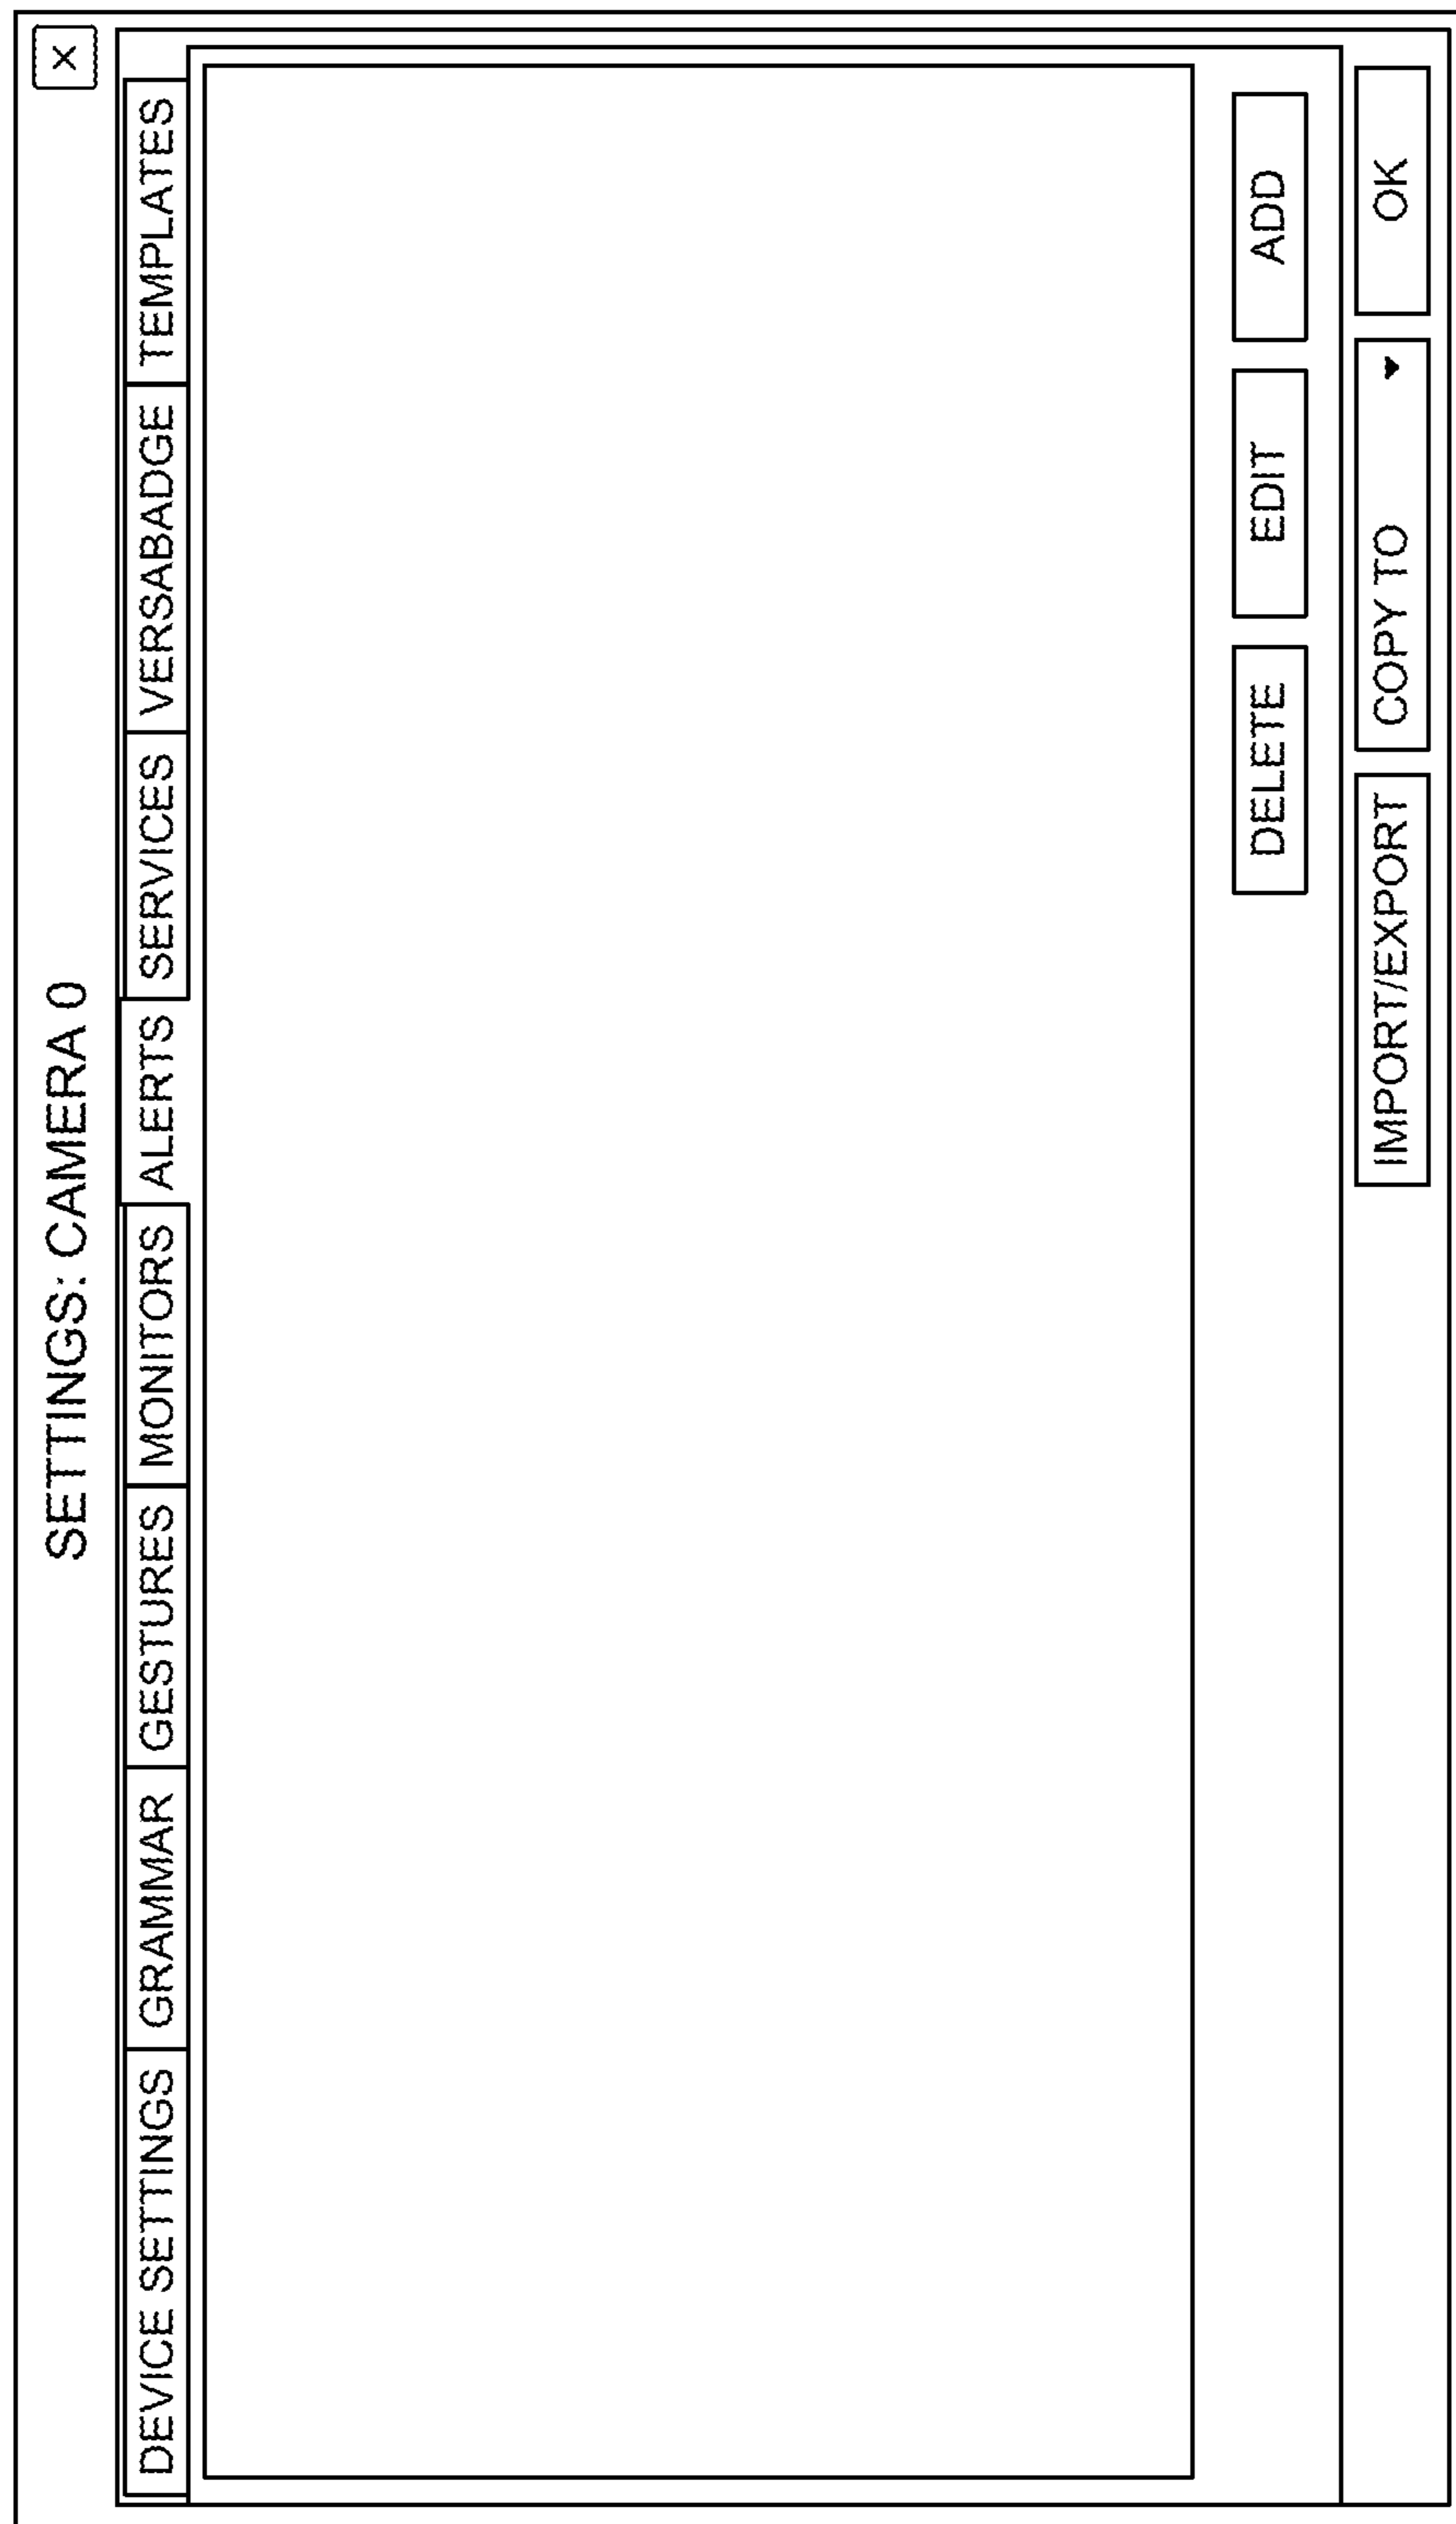 SETTINGS: CAMERA 0
X
DEVICE SETTINGS GRAMMAR GESTURES MONITORS ALERTS SERVICES VERSABADGE TEMPLATES
DELETE EDIT ADD
IMPORT/EXPORT COPY TO OK